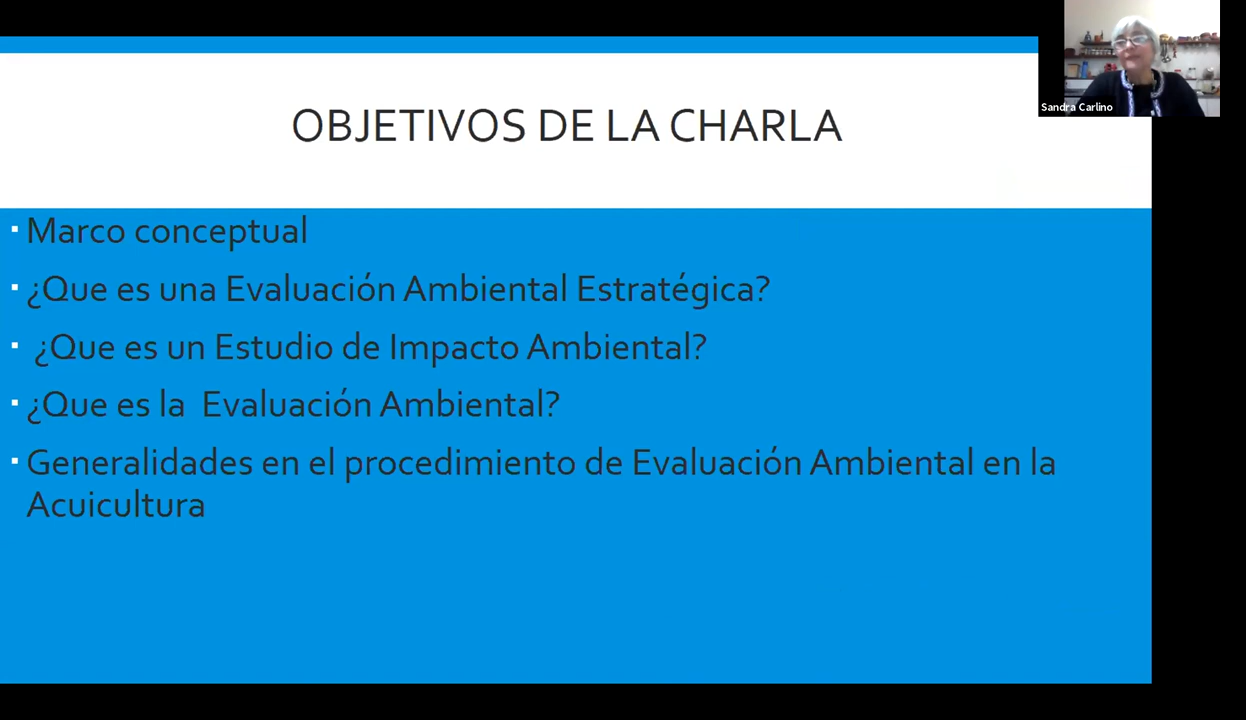 OBJETIVOS DE LA CHARLA
Sandra Carlino
▪ Marco conceptual
▪ ¿Que es una Evaluación Ambiental Estratégica?
▪ ¿Que es un Estudio de Impacto Ambiental?
▪ ¿Que es la Evaluación Ambiental?
▪ Generalidades en el procedimiento de Evaluación Ambiental en la
Acuicultura